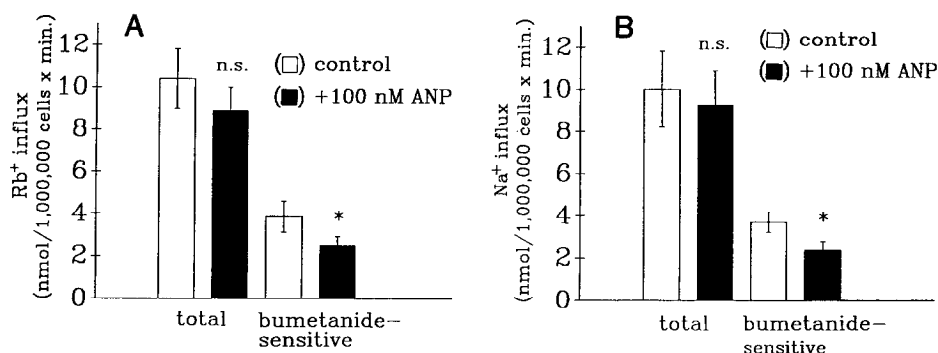 A
Rb⁺ influx
(nmol/1,000,000 cells x min.)
12
10
8
6
4
2
0
n.s.
( ) control
( ) +100 nM ANP
*
total
bumetanide-
sensitive
B
Na⁺ influx
(nmol/1,000,000 cells x min.)
12
10
8
6
4
2
0
n.s.
( ) control
( ) +100 nM ANP
*
total
bumetanide-
sensitive